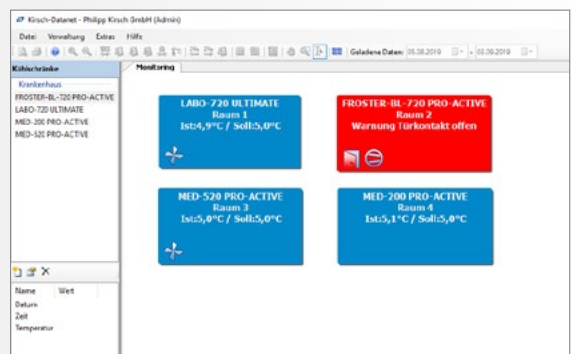 Kirsch-Datanet - Philipp Kirsch GmbH (Admin)
Datei Verwaltung Extras Hilfe
Geladene Daten: 05.08.2019 - 02.09.2019
Kühlschränke
Monitoring
Krankenhaus
FROSTER-BL-720 PRO-ACTIVE
LABO-720 ULTIMATE
MED-200 PRO-ACTIVE
MED-520 PRO-ACTIVE
LABO-720 ULTIMATE
Raum 1
Ist:4,9°C / Soll:5,0°C
FROSTER-BL-720 PRO-ACTIVE
Raum 2
Warnung Türkontakt offen
MED-520 PRO-ACTIVE
Raum 3
Ist:5,0°C / Soll:5,0°C
MED-200 PRO-ACTIVE
Raum 4
Ist:5,1°C / Soll:5,0°C
Name Wert
Datum
Zeit
Temperatur